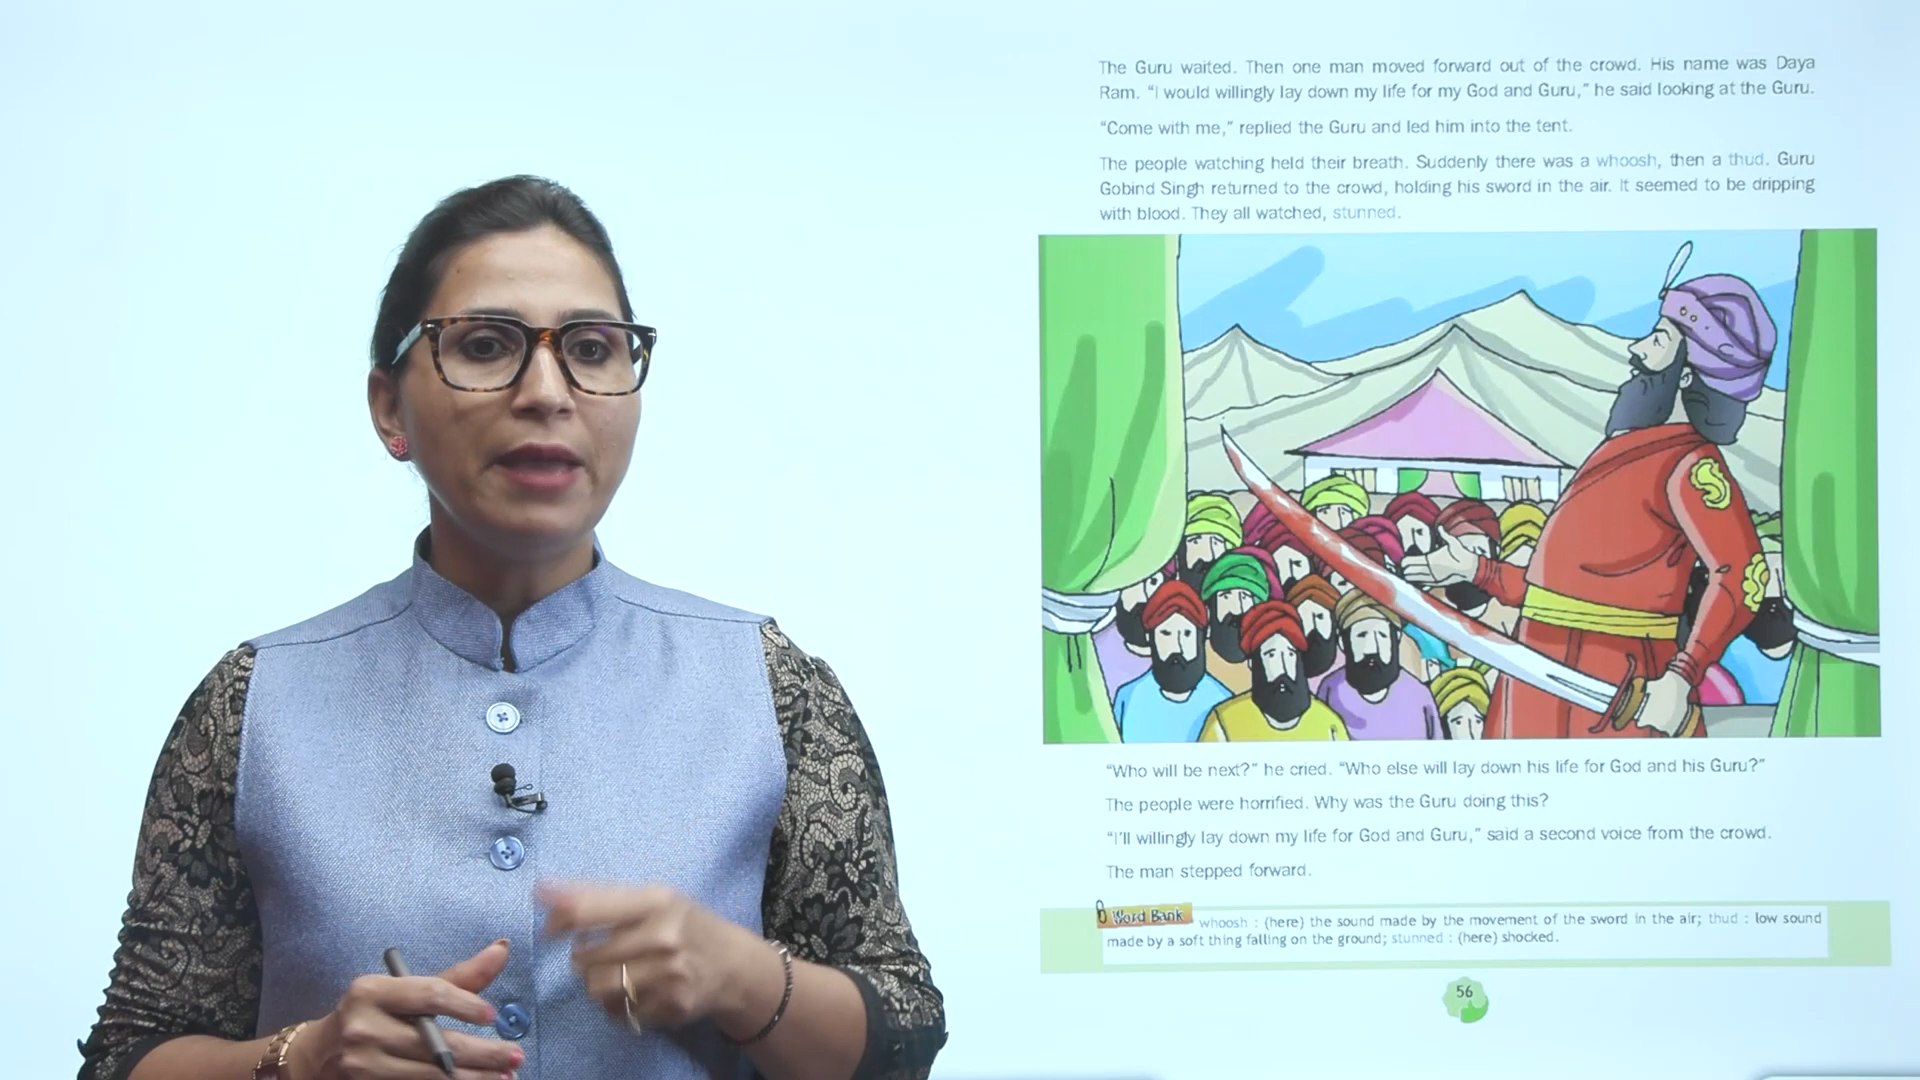 The Guru waited. Then one man moved forward out of the crowd. His name was Daya
Ram. “I would willingly lay down my life for my God and Guru,” he said looking at the Guru.
“Come with me,” replied the Guru and led him into the tent.
The people watching held their breath. Suddenly there was a whoosh, then a thud. Guru
Gobind Singh returned to the crowd, holding his sword in the air. It seemed to be dripping
with blood. They all watched, stunned.
“Who will be next?” he cried. “Who else will lay down his life for God and his Guru?”
The people were horrified. Why was the Guru doing this?
“I’ll willingly lay down my life for God and Guru,” said a second voice from the crowd.
The man stepped forward.
Word Bank whoosh : (here) the sound made by the movement of the sword in the air; thud : low sound
made by a soft thing falling on the ground; stunned : (here) shocked.
56